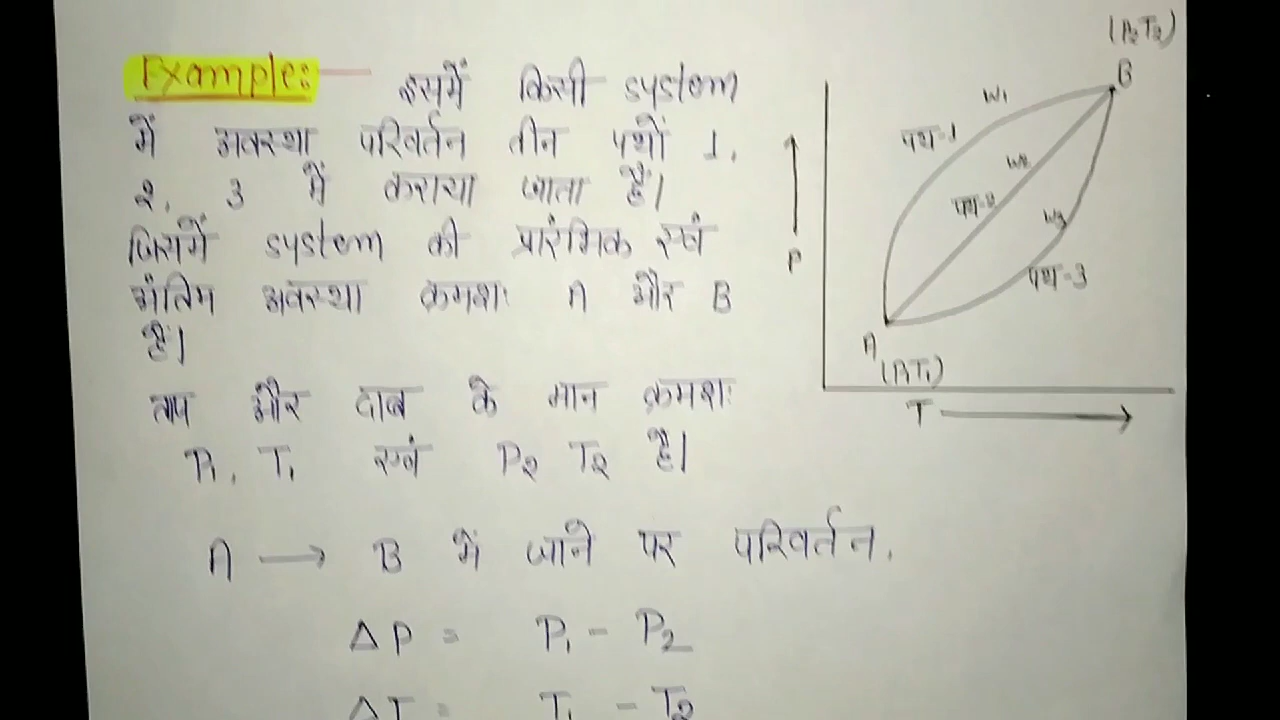 Example:
इसमें किसी system
में अवस्था परिवर्तन तीन पथों 1,
2, 3 में कराया जाता है।
जिसमें system की प्रारंभिक एवं
अंतिम अवस्था क्रमशः A और B
है।
ताप और दाब के मान क्रमशः
P₁, T₁ एवं P₂ T₂ है।
A → B में जाने पर परिवर्तन,
ΔP = P₁ - P₂
ΔT = T₁ - T₂
(P₂T₂)
B
W₁
पथ-1
W₂
पथ-2
W₃
पथ-3
P
A
(P₁T₁)
T →